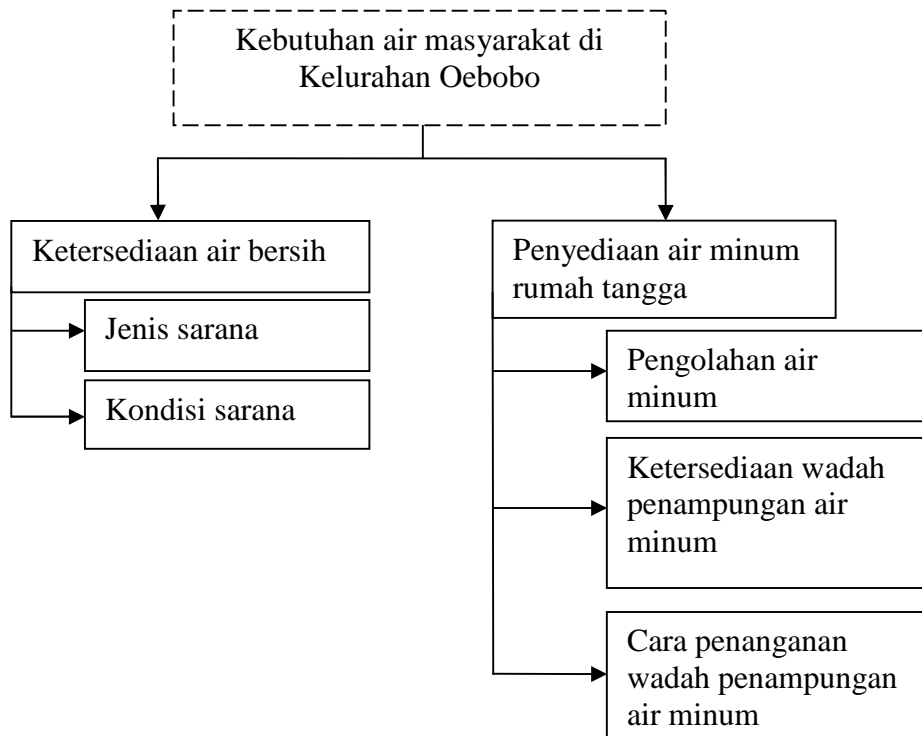 Kebutuhan air masyarakat di
Kelurahan Oebobo
Ketersediaan air bersih
Jenis sarana
Kondisi sarana
Penyediaan air minum
rumah tangga
Pengolahan air
minum
Ketersediaan wadah
penampungan air
minum
Cara penanganan
wadah penampungan
air minum